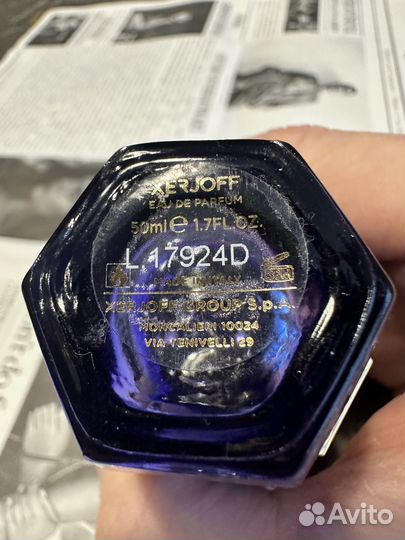 XERJOFF
EAU DE PARFUM
50ml e 1.7FL.OZ.
L 17924D
MADE IN ITALY
XERJOFF GROUP S.p.A.
MONCALIERI 10024
VIA TENIVELLI 29
Avito